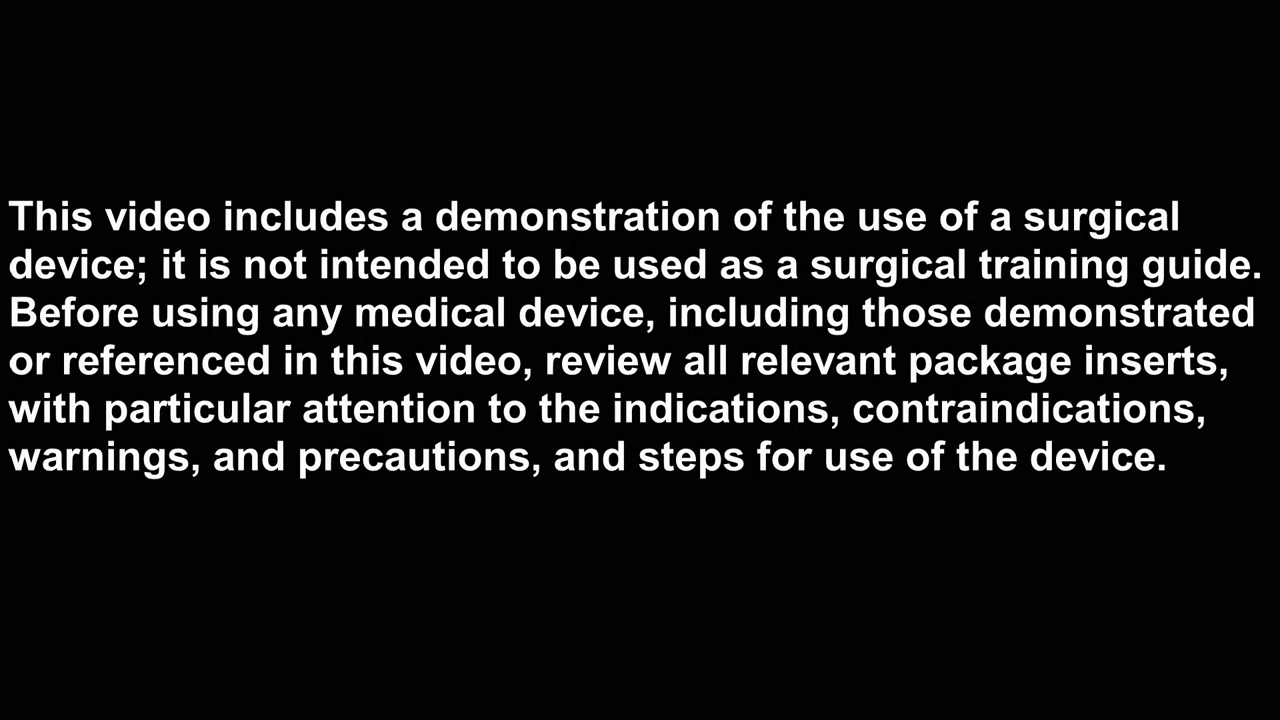 This video includes a demonstration of the use of a surgical
device; it is not intended to be used as a surgical training guide.
Before using any medical device, including those demonstrated
or referenced in this video, review all relevant package inserts,
with particular attention to the indications, contraindications,
warnings, and precautions, and steps for use of the device.